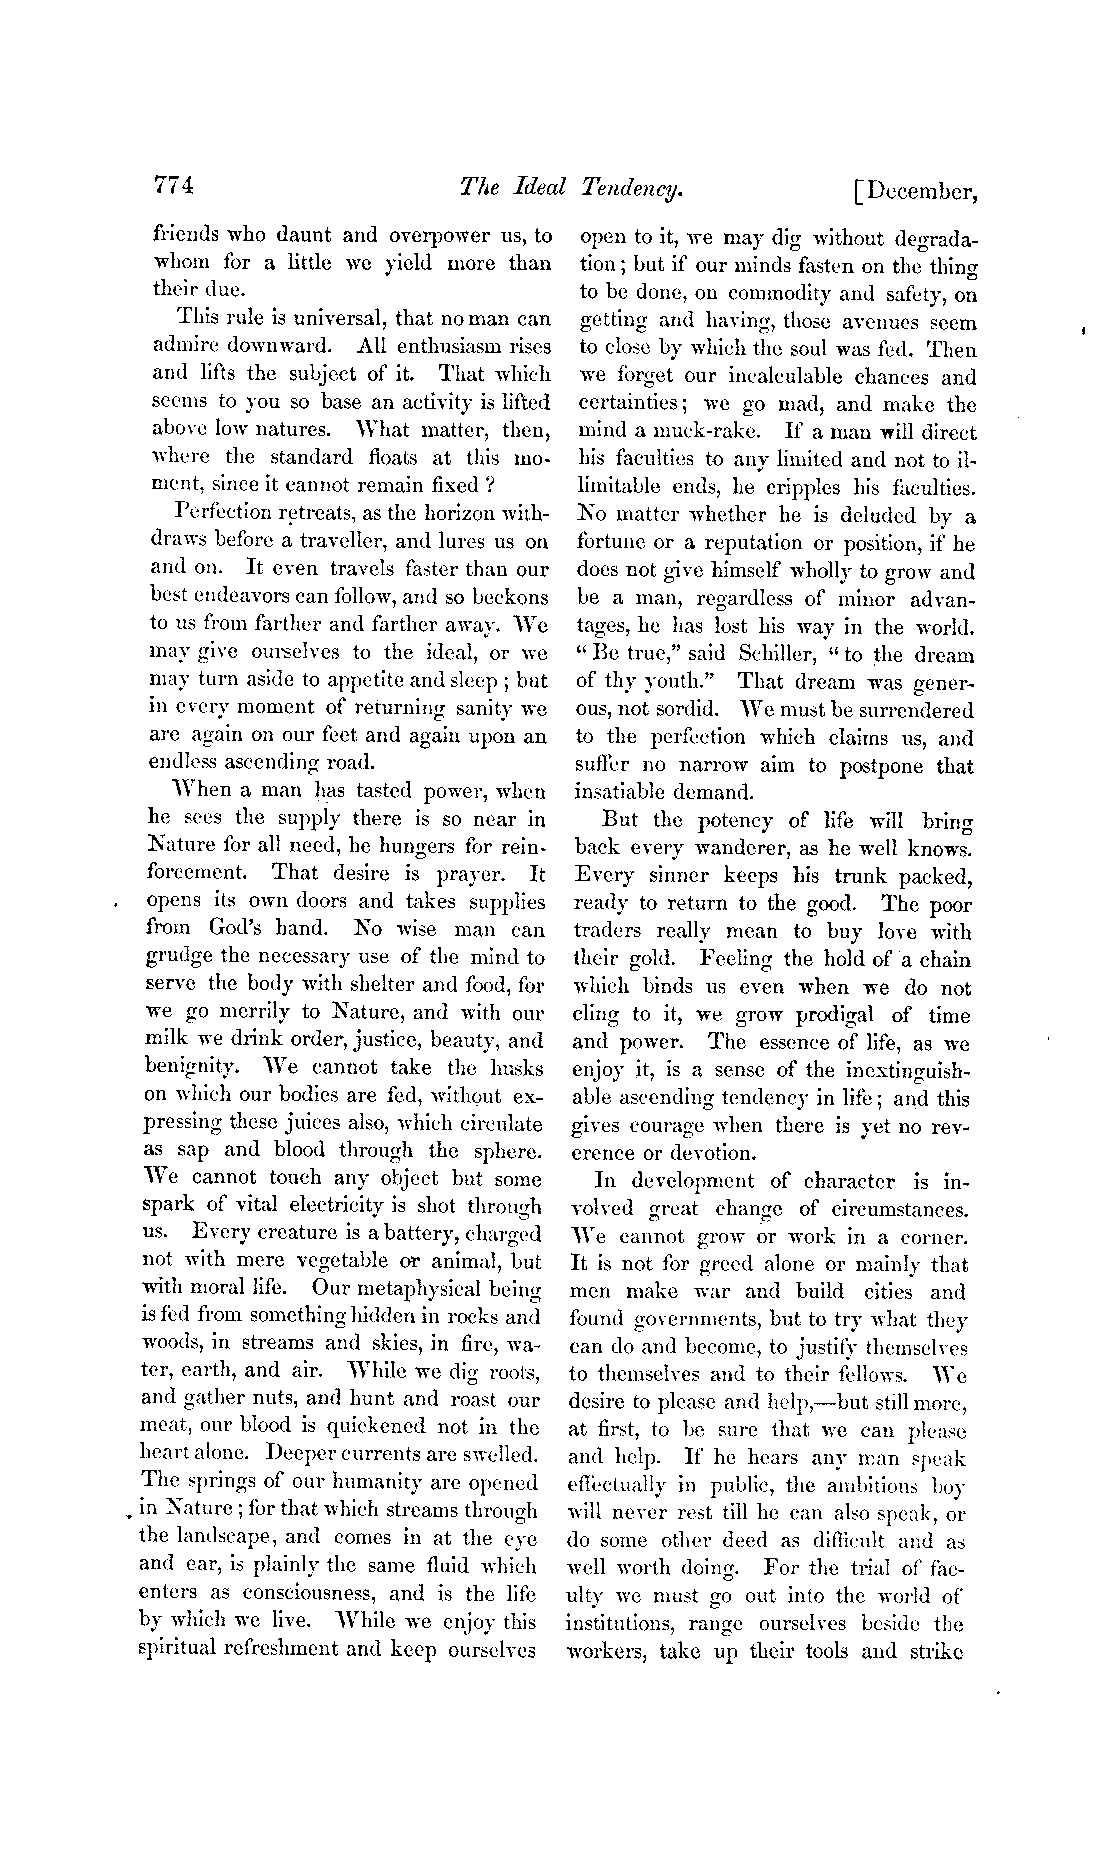 774 The Ideal Tendency. [December,
friends who daunt and overpower us, to
whom for a little we yield more than
their due.
This rule is universal, that no man can
admire downward. All enthusiasm rises
and lifts the subject of it. That which
seems to you so base an activity is lifted
above low natures. What matter, then,
where the standard floats at this mo-
ment, since it cannot remain fixed?
Perfection retreats, as the horizon with-
draws before a traveller, and lures us on
and on. It even travels faster than our
best endeavors can follow, and so beckons
to us from farther and farther away. We
may give ourselves to the ideal, or we
may turn aside to appetite and sleep; but
in every moment of returning sanity we
are again on our feet and again upon an
endless ascending road.
When a man has tasted power, when
he sees the supply there is so near in
Nature for all need, he hungers for rein-
forcement. That desire is prayer. It
opens its own doors and takes supplies
from God's hand. No wise man can
grudge the necessary use of the mind to
serve the body with shelter and food, for
we go merrily to Nature, and with our
milk we drink order, justice, beauty, and
benignity. We cannot take the husks
on which our bodies are fed, without ex-
pressing these juices also, which circulate
as sap and blood through the sphere.
We cannot touch any object but some
spark of vital electricity is shot through
us. Every creature is a battery, charged
not with mere vegetable or animal, but
with moral life. Our metaphysical being
is fed from something hidden in rocks and
woods, in streams and skies, in fire, wa-
ter, earth, and air. While we dig roots,
and gather nuts, and hunt and roast our
meat, our blood is quickened not in the
heart alone. Deeper currents are swelled.
The springs of our humanity are opened
in Nature; for that which streams through
the landscape, and comes in at the eye
and ear, is plainly the same fluid which
enters as consciousness, and is the life
by which we live. While we enjoy this
spiritual refreshment and keep ourselves
open to it, we may dig without degrada-
tion; but if our minds fasten on the thing
to be done, on commodity and safety, on
getting and having, those avenues seem
to close by which the soul was fed. Then
we forget our incalculable chances and
certainties; we go mad, and make the
mind a muck-rake. If a man will direct
his faculties to any limited and not to il-
limitable ends, he cripples his faculties.
No matter whether he is deluded by a
fortune or a reputation or position, if he
does not give himself wholly to grow and
be a man, regardless of minor advan-
tages, he has lost his way in the world.
"Be true," said Schiller, "to the dream
of thy youth." That dream was gener-
ous, not sordid. We must be surrendered
to the perfection which claims us, and
suffer no narrow aim to postpone that
insatiable demand.
But the potency of life will bring
back every wanderer, as he well knows.
Every sinner keeps his trunk packed,
ready to return to the good. The poor
traders really mean to buy love with
their gold. Feeling the hold of a chain
which binds us even when we do not
cling to it, we grow prodigal of time
and power. The essence of life, as we
enjoy it, is a sense of the inextinguish-
able ascending tendency in life; and this
gives courage when there is yet no rev-
erence or devotion.
In development of character is in-
volved great change of circumstances.
We cannot grow or work in a corner.
It is not for greed alone or mainly that
men make war and build cities and
found governments, but to try what they
can do and become, to justify themselves
to themselves and to their fellows. We
desire to please and help,—but still more,
at first, to be sure that we can please
and help. If he hears any man speak
effectually in public, the ambitious boy
will never rest till he can also speak, or
do some other deed as difficult and as
well worth doing. For the trial of fac-
ulty we must go out into the world of
institutions, range ourselves beside the
workers, take up their tools and strike